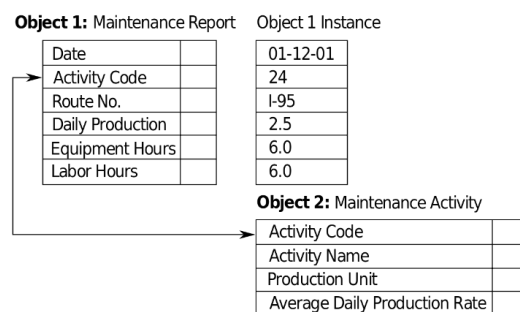 Object 1: Maintenance Report Object 1 Instance
Date 01-12-01
Activity Code 24
Route No. I-95
Daily Production 2.5
Equipment Hours 6.0
Labor Hours 6.0
Object 2: Maintenance Activity
Activity Code
Activity Name
Production Unit
Average Daily Production Rate